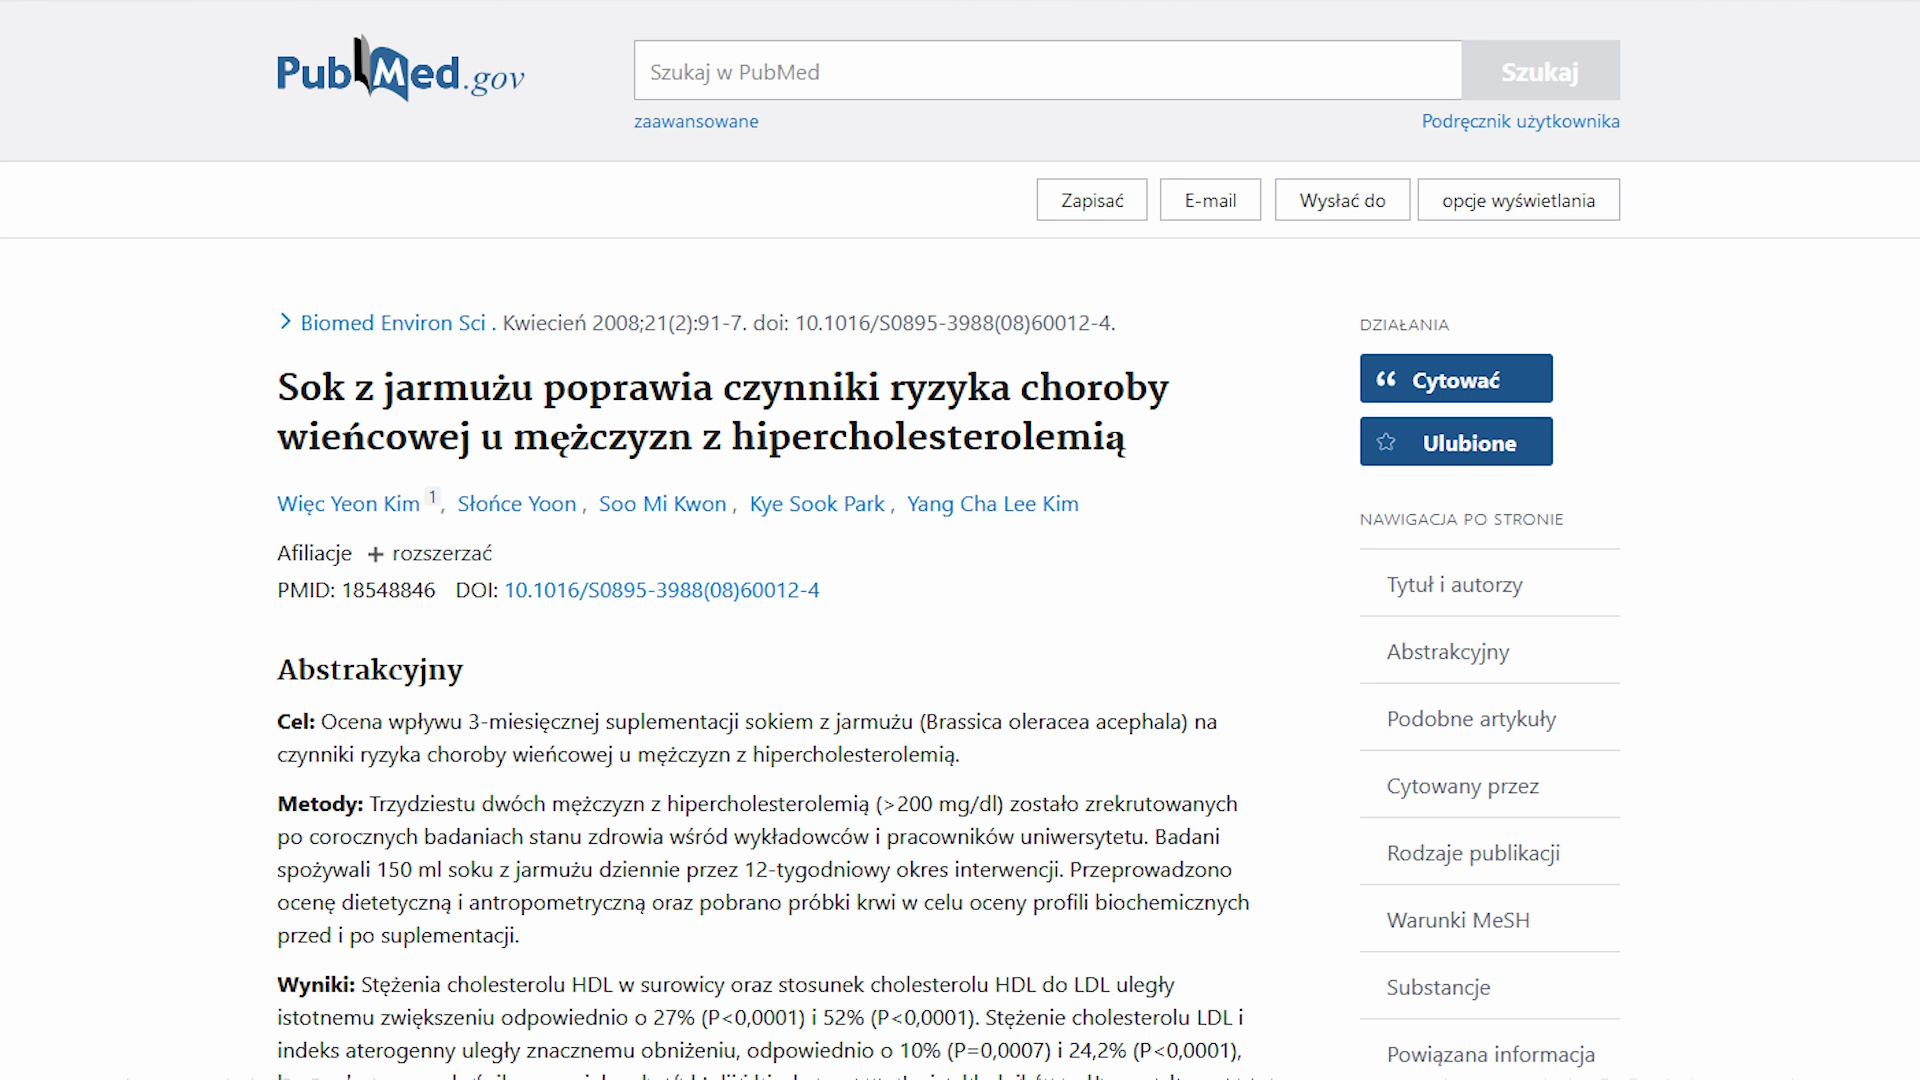 PubMed.gov
Szukaj w PubMed
Szukaj
zaawansowane
Podręcznik użytkownika
Zapisać
E-mail
Wysłać do
opcje wyświetlania
Biomed Environ Sci . Kwiecień 2008;21(2):91-7. doi: 10.1016/S0895-3988(08)60012-4.
Sok z jarmużu poprawia czynniki ryzyka choroby
wieńcowej u mężczyzn z hipercholesterolemią
Więc Yeon Kim 1 , Słońce Yoon , Soo Mi Kwon , Kye Sook Park , Yang Cha Lee Kim
Afiliacje + rozszerzać
PMID: 18548846 DOI: 10.1016/S0895-3988(08)60012-4
Abstrakcyjny
Cel: Ocena wpływu 3-miesięcznej suplementacji sokiem z jarmużu (Brassica oleracea acephala) na
czynniki ryzyka choroby wieńcowej u mężczyzn z hipercholesterolemią.
Metody: Trzydziestu dwóch mężczyzn z hipercholesterolemią (>200 mg/dl) zostało zrekrutowanych
po corocznych badaniach stanu zdrowia wśród wykładowców i pracowników uniwersytetu. Badani
spożywali 150 ml soku z jarmużu dziennie przez 12-tygodniowy okres interwencji. Przeprowadzono
ocenę dietetyczną i antropometryczną oraz pobrano próbki krwi w celu oceny profili biochemicznych
przed i po suplementacji.
Wyniki: Stężenia cholesterolu HDL w surowicy oraz stosunek cholesterolu HDL do LDL uległy
istotnemu zwiększeniu odpowiednio o 27% (P<0,0001) i 52% (P<0,0001). Stężenie cholesterolu LDL i
indeks aterogenny uległy znacznemu obniżeniu, odpowiednio o 10% (P=0,0007) i 24,2% (P<0,0001),
DZIAŁANIA
Cytować
Ulubione
NAWIGACJA PO STRONIE
Tytuł i autorzy
Abstrakcyjny
Podobne artykuły
Cytowany przez
Rodzaje publikacji
Warunki MeSH
Substancje
Powiązana informacja